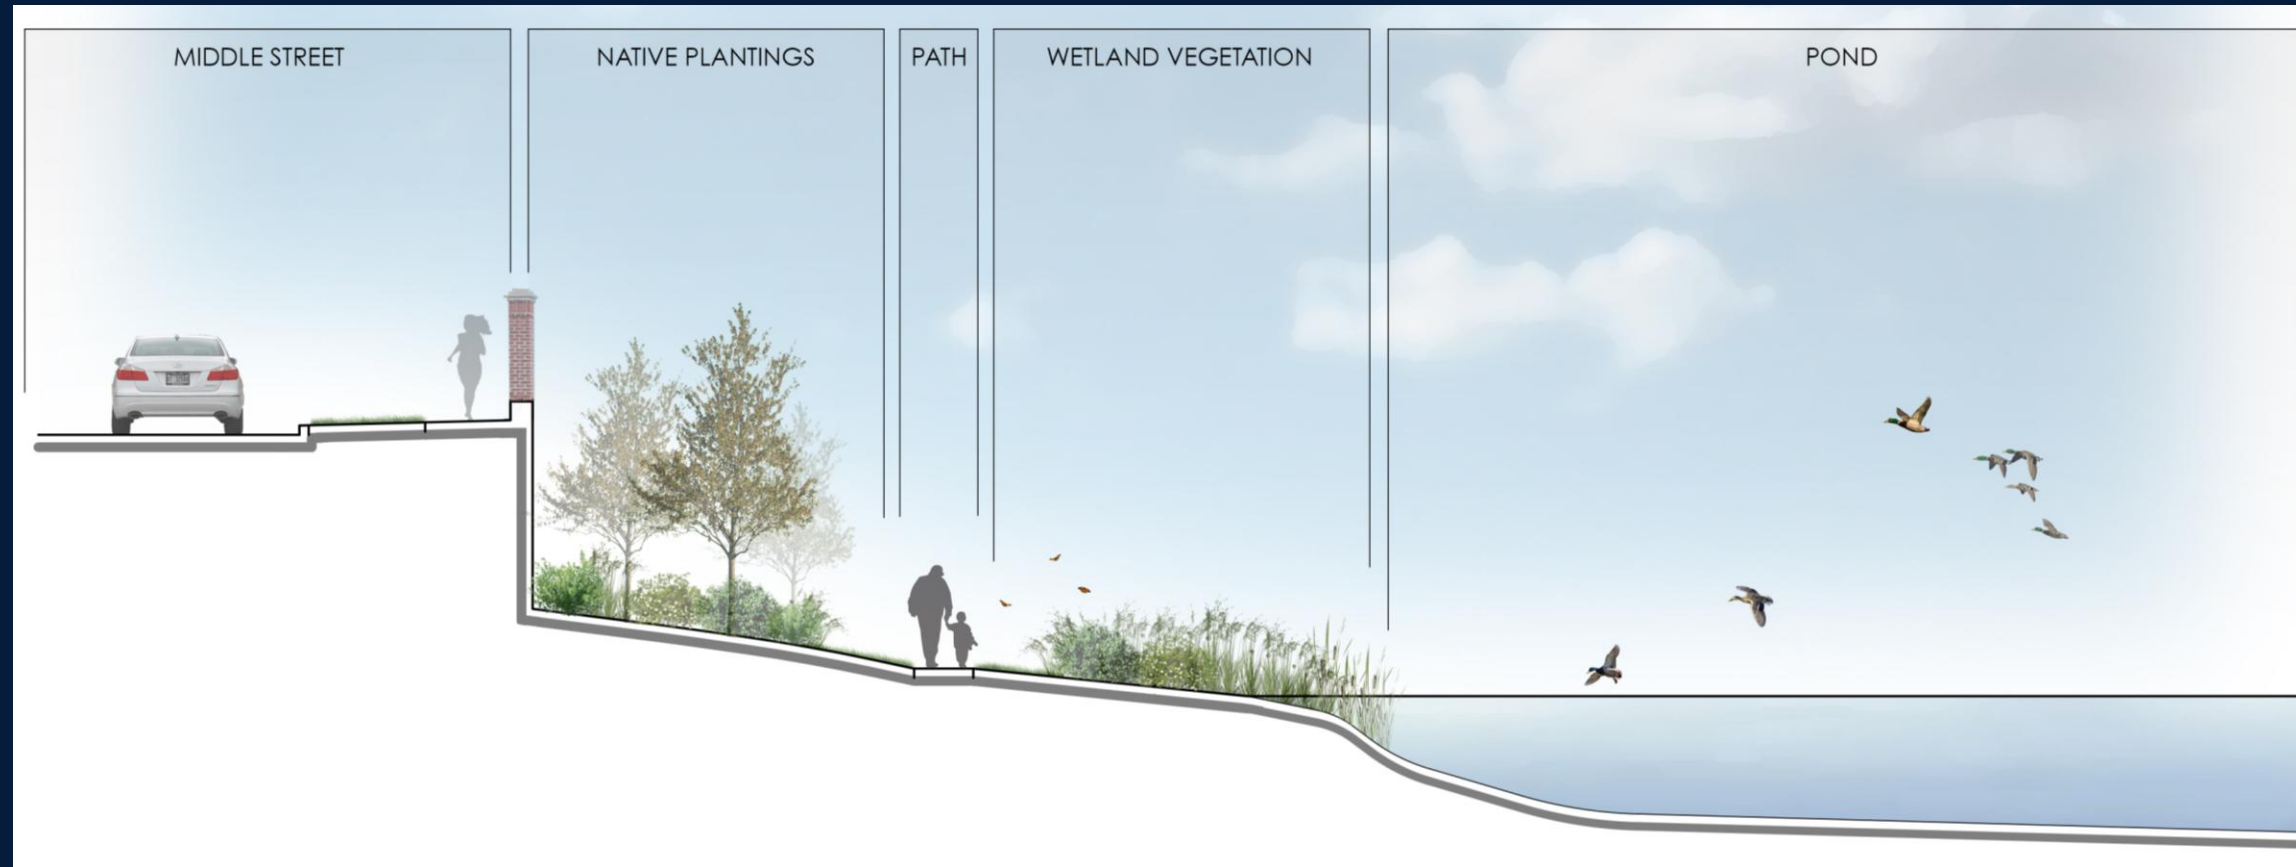 MIDDLE STREET
NATIVE PLANTINGS
PATH
WETLAND VEGETATION
POND